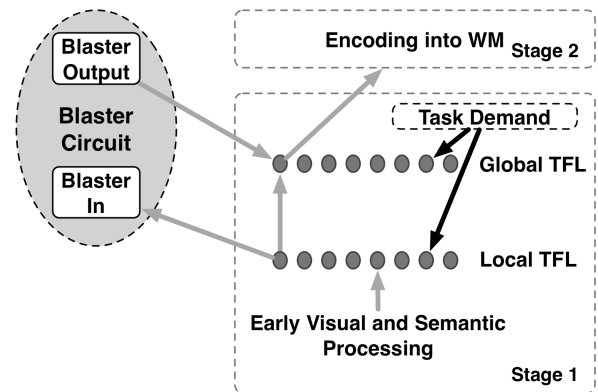 Blaster
Output
Blaster
Circuit
Blaster
In
Encoding into WM
Stage 2
Task Demand
Global TFL
Local TFL
Early Visual and Semantic
Processing
Stage 1